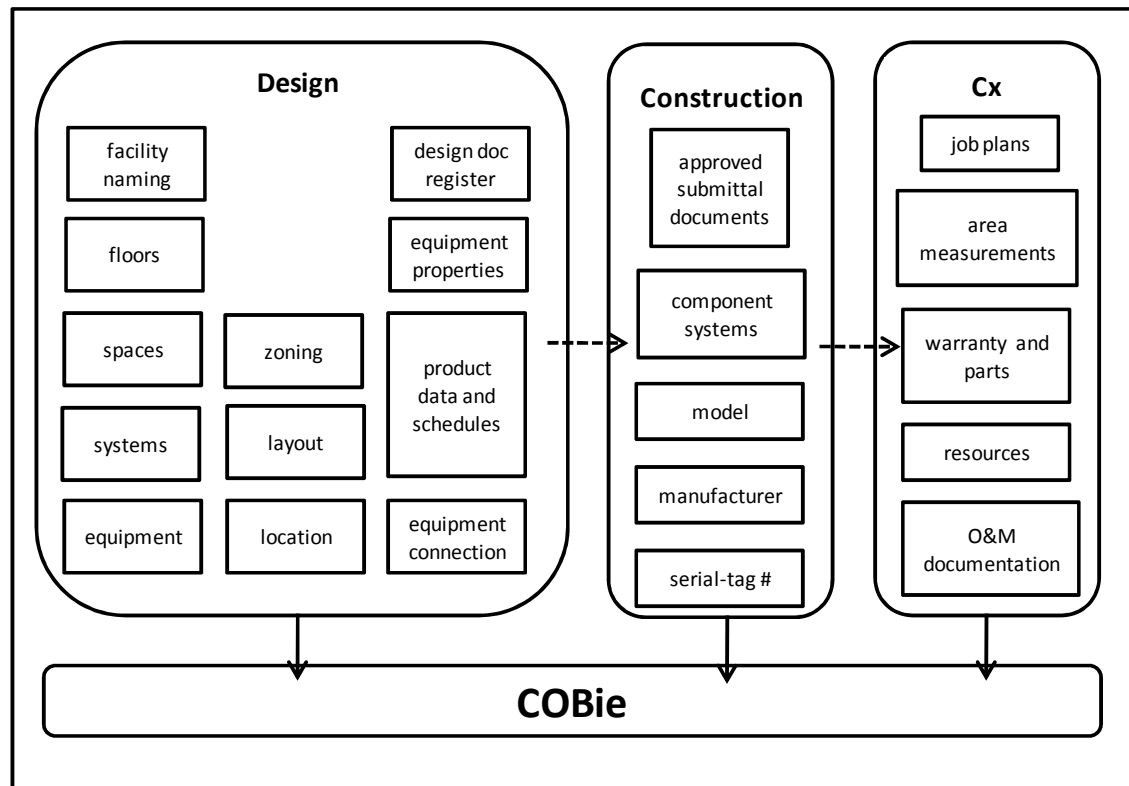 Design
facility
naming
floors
spaces
systems
equipment
zoning
layout
location
design doc
register
equipment
properties
product
data and
schedules
equipment
connection
Construction
approved
submittal
documents
component
systems
model
manufacturer
serial-tag #
Cx
job plans
area
measurements
warranty and
parts
resources
O&M
documentation
COBie